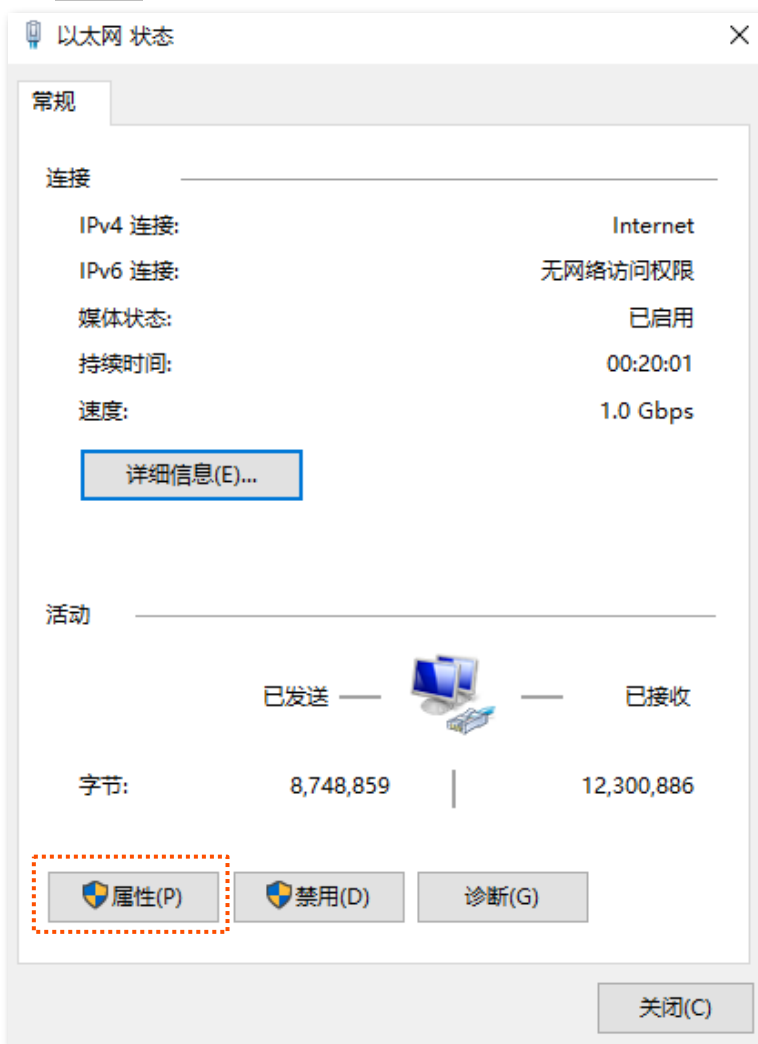 以太网 状态
常规
连接
IPv4 连接: Internet
IPv6 连接: 无网络访问权限
媒体状态: 已启用
持续时间: 00:20:01
速度: 1.0 Gbps
详细信息(E)...
活动
已发送 — — 已接收
字节: 8,748,859 12,300,886
属性(P) 禁用(D) 诊断(G)
关闭(C)